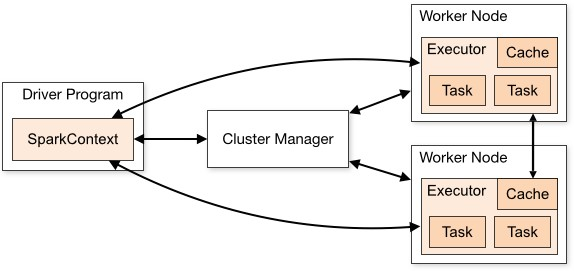 Worker Node
Executor
Cache
Task
Task
Driver Program
SparkContext
Cluster Manager
Worker Node
Executor
Cache
Task
Task